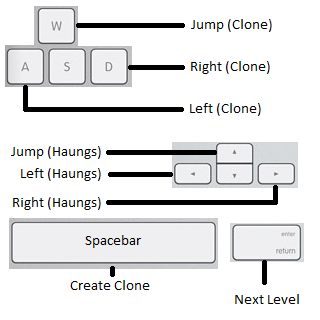 W
Jump (Clone)
A S D
Right (Clone)
Left (Clone)
Jump (Haungs)
Left (Haungs)
Right (Haungs)
Spacebar
enter
return
Create Clone
Next Level